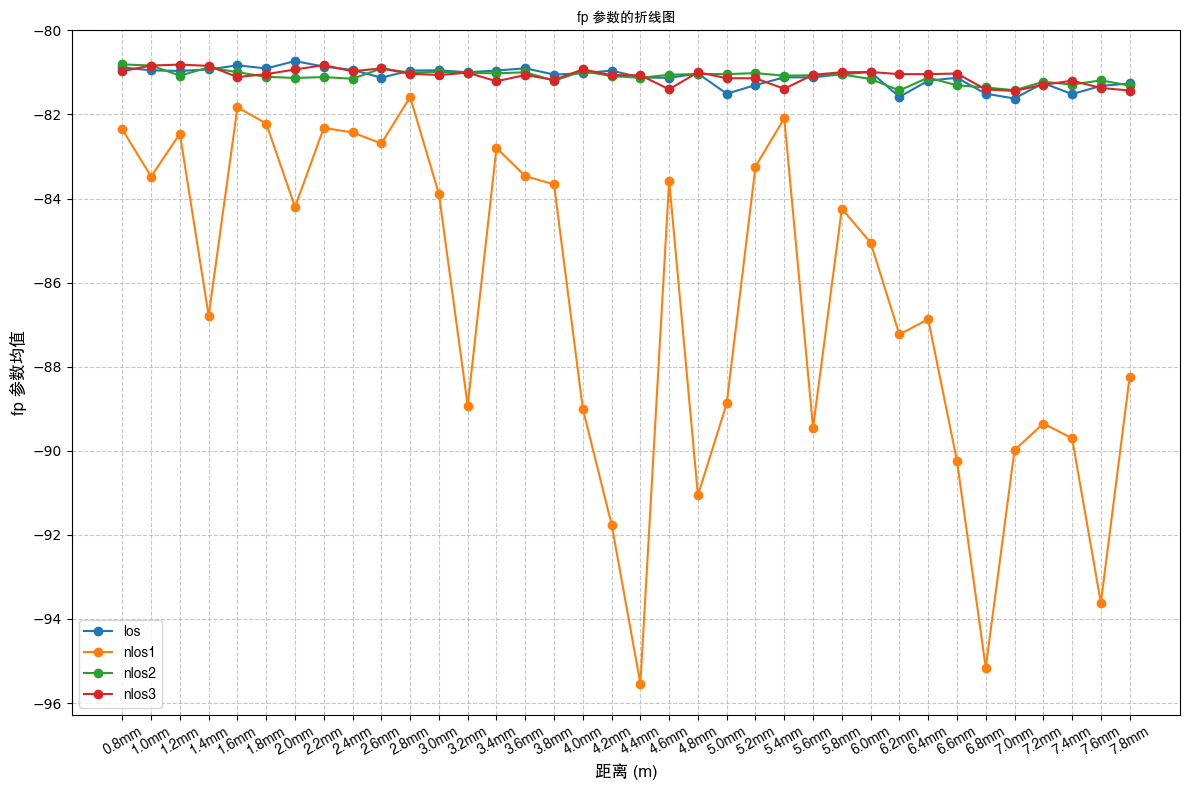 fp 参数的折线图
fp 参数均值
−80
−82
−84
−86
−88
−90
−92
−94
−96
los
nlos1
nlos2
nlos3
0.8mm
1.0mm
1.2mm
1.4mm
1.6mm
1.8mm
2.0mm
2.2mm
2.4mm
2.6mm
2.8mm
3.0mm
3.2mm
3.4mm
3.6mm
3.8mm
4.0mm
4.2mm
4.4mm
4.6mm
4.8mm
5.0mm
5.2mm
5.4mm
5.6mm
5.8mm
6.0mm
6.2mm
6.4mm
6.6mm
6.8mm
7.0mm
7.2mm
7.4mm
7.6mm
7.8mm
距离 (m)